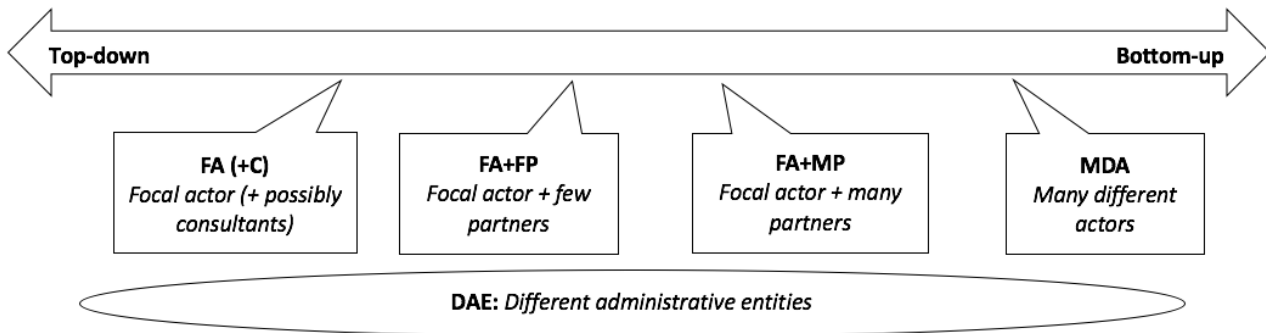 Top-down
Bottom-up
FA (+C)
Focal actor (+ possibly
consultants)
FA+FP
Focal actor + few
partners
FA+MP
Focal actor + many
partners
MDA
Many different
actors
DAE: Different administrative entities